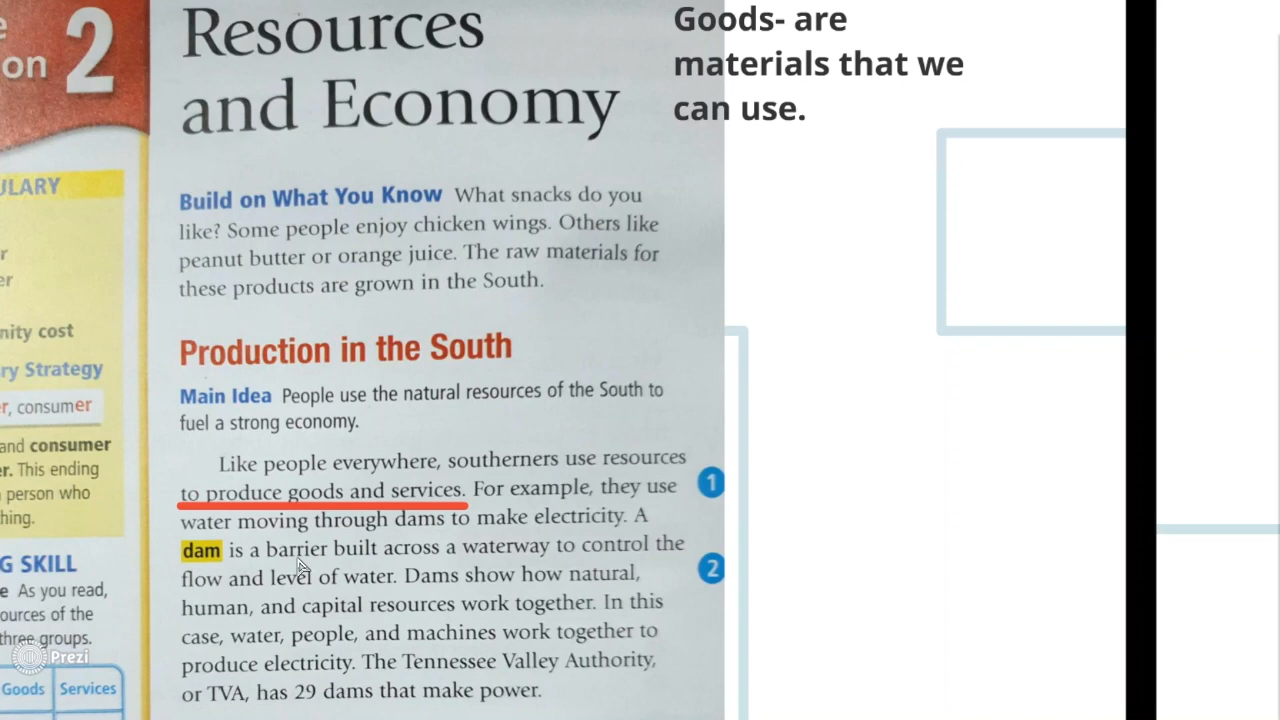 e
on 2
Resources
and Economy
Goods- are
materials that we
can use.
ULARY
r
er
nity cost
ry Strategy
er, consumer
and consumer
er. This ending
person who
hing.
G SKILL
e As you read,
ources of the
three groups.
Goods Services
Build on What You Know What snacks do you
like? Some people enjoy chicken wings. Others like
peanut butter or orange juice. The raw materials for
these products are grown in the South.
Production in the South
Main Idea People use the natural resources of the South to
fuel a strong economy.
Like people everywhere, southerners use resources
to produce goods and services. For example, they use
water moving through dams to make electricity. A
dam is a barrier built across a waterway to control the
flow and level of water. Dams show how natural,
human, and capital resources work together. In this
case, water, people, and machines work together to
produce electricity. The Tennessee Valley Authority,
or TVA, has 29 dams that make power.
1
2
Prezi